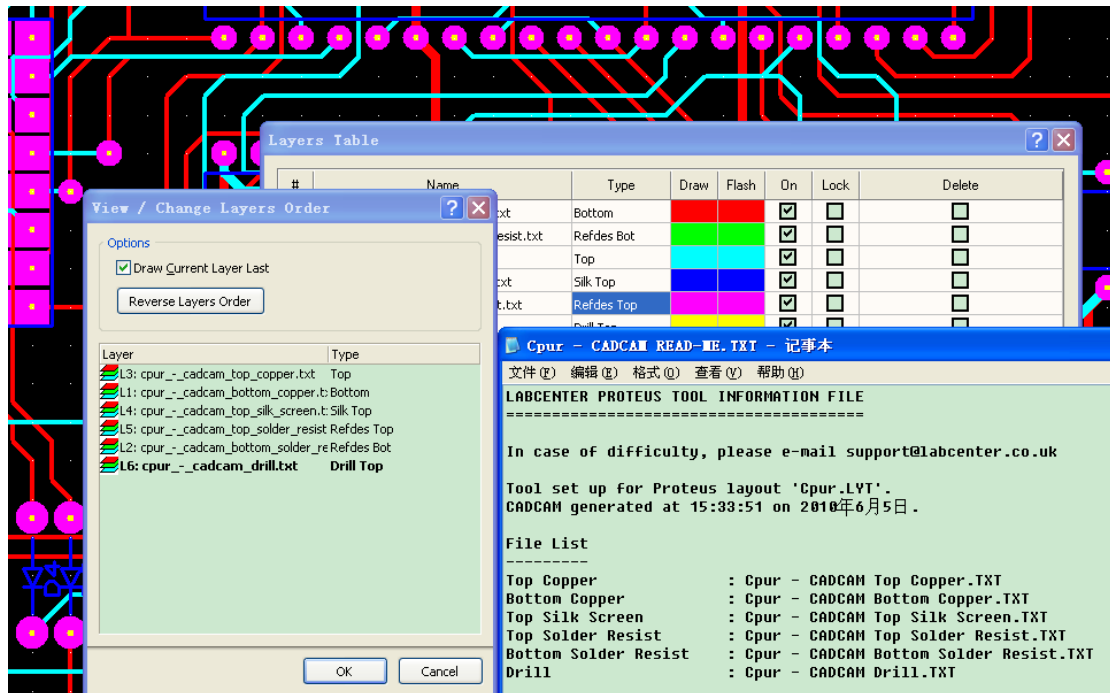 Layers Table
# Name Type Draw Flash On Lock Delete
txt Bottom
esist.txt Refdes Bot
Top
txt Silk Top
t.txt Refdes Top
Drill Top
View / Change Layers Order
Options
Draw Current Layer Last
Reverse Layers Order
Layer Type
L3: cpur_-_cadcam_top_copper.txt Top
L1: cpur_-_cadcam_bottom_copper.t: Bottom
L4: cpur_-_cadcam_top_silk_screen.t: Silk Top
L5: cpur_-_cadcam_top_solder_resist Refdes Top
L2: cpur_-_cadcam_bottom_solder_re Refdes Bot
L6: cpur_-_cadcam_drill.txt Drill Top
OK Cancel
Cpur - CADCAM READ-ME.TXT - 记事本
文件(F) 编辑(E) 格式(O) 查看(V) 帮助(H)
LABCENTER PROTEUS TOOL INFORMATION FILE
=======================================
In case of difficulty, please e-mail support@labcenter.co.uk
Tool set up for Proteus layout 'Cpur.LYT'.
CADCAM generated at 15:33:51 on 2010年6月5日.
File List
---------
Top Copper : Cpur - CADCAM Top Copper.TXT
Bottom Copper : Cpur - CADCAM Bottom Copper.TXT
Top Silk Screen : Cpur - CADCAM Top Silk Screen.TXT
Top Solder Resist : Cpur - CADCAM Top Solder Resist.TXT
Bottom Solder Resist : Cpur - CADCAM Bottom Solder Resist.TXT
Drill : Cpur - CADCAM Drill.TXT